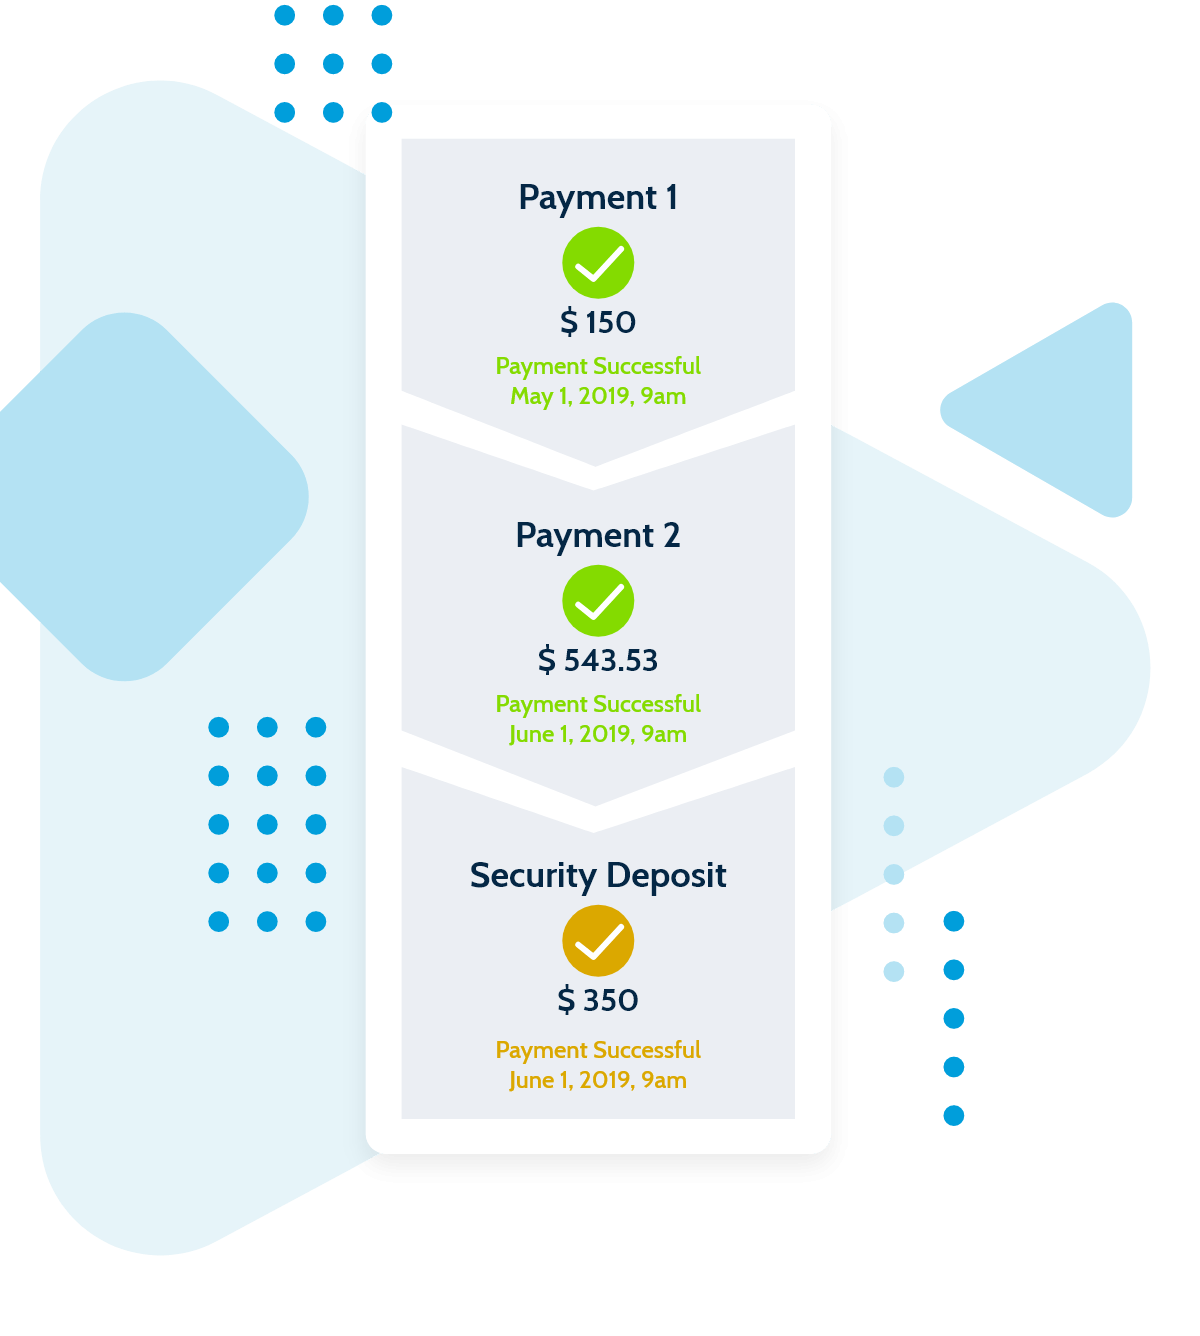 Payment 1
$ 150
Payment Successful
May 1, 2019, 9am
Payment 2
$ 543.53
Payment Successful
June 1, 2019, 9am
Security Deposit
$ 350
Payment Successful
June 1, 2019, 9am